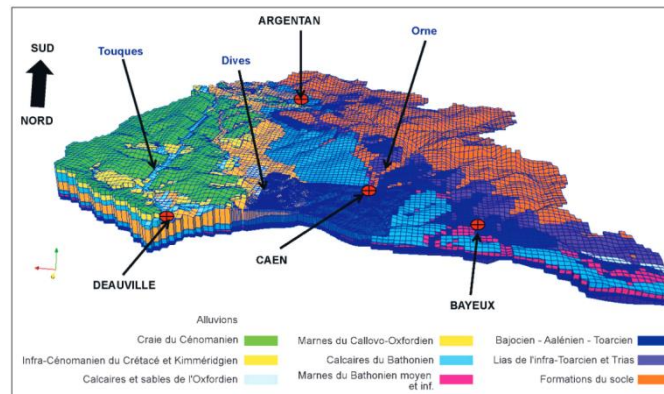 ARGENTAN
SUD
Touques
Orne
Dives
NORD
DEAUVILLE
CAEN
BAYEUX
Alluvions
Craie du Cénomanien
Infra-Cénomanien du Crétacé et Kimméridgien
Calcaires et sables de l'Oxfordien
Marnes du Callovo-Oxfordien
Calcaires du Bathonien
Marnes du Bathonien moyen
et inf.
Bajocien - Aalénien - Toarcien
Lias de l'infra-Toarcien et Trias
Formations du socle